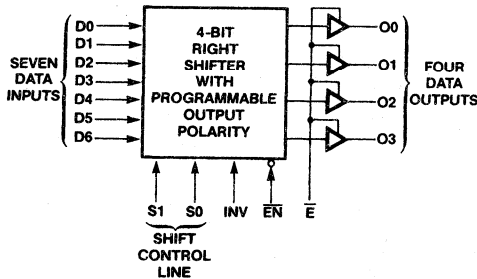 SEVEN
DATA
INPUTS
D0
D1
D2
D3
D4
D5
D6
4-BIT
RIGHT
SHIFTER
WITH
PROGRAMMABLE
OUTPUT
POLARITY
O0
O1
O2
O3
FOUR
DATA
OUTPUTS
S1 S0 INV E̅N̅ E̅
SHIFT
CONTROL
LINE